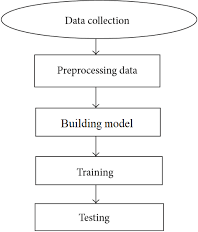 Data collection
Preprocessing data
Building model
Training
Testing